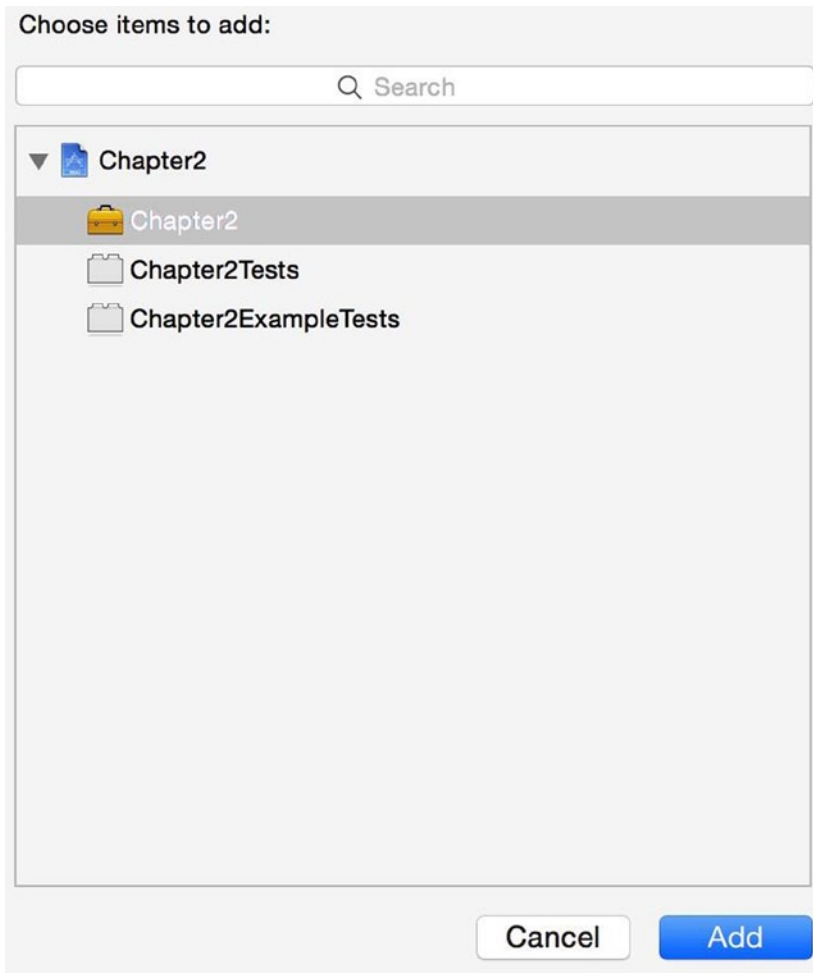 Choose items to add:
Search
Chapter2
Chapter2
Chapter2Tests
Chapter2ExampleTests
Cancel Add